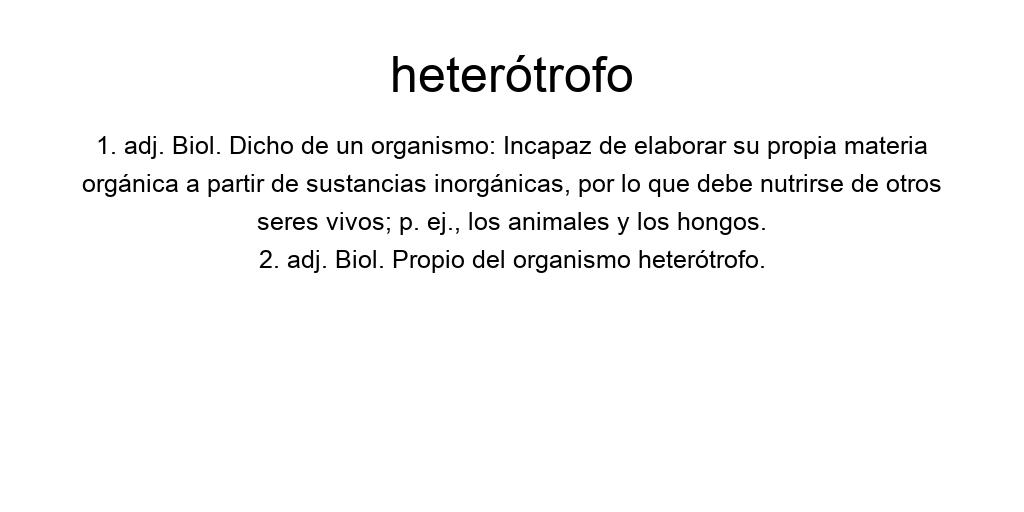 heterótrofo
1. adj. Biol. Dicho de un organismo: Incapaz de elaborar su propia materia
orgánica a partir de sustancias inorgánicas, por lo que debe nutrirse de otros
seres vivos; p. ej., los animales y los hongos.
2. adj. Biol. Propio del organismo heterótrofo.